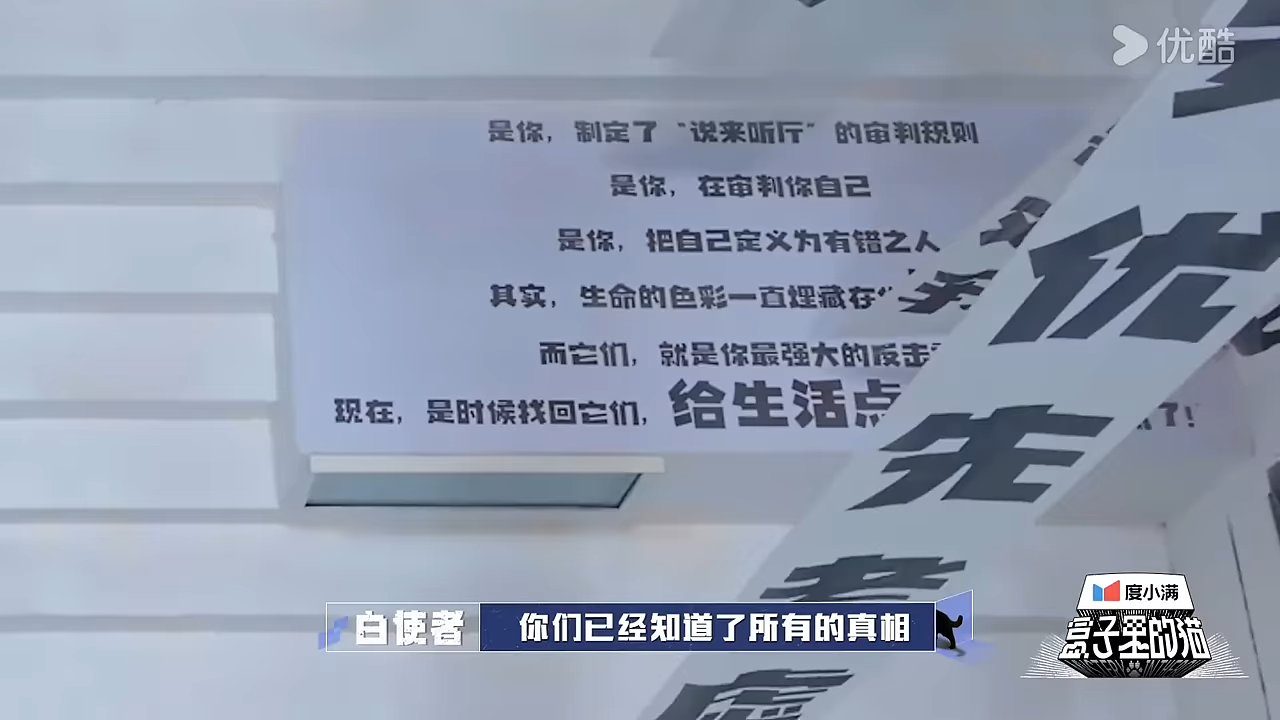 优酷
是你，制定了“说来听厅”的审判规则
是你，在审判你自己
是你，把自己定义为有错之人
其实，生命的色彩一直埋藏在“
而它们，就是你最强大的反击
现在，是时候找回它们，给生活点
了！
优先考虑
白使者 你们已经知道了所有的真相
度小满
盒子里的猫